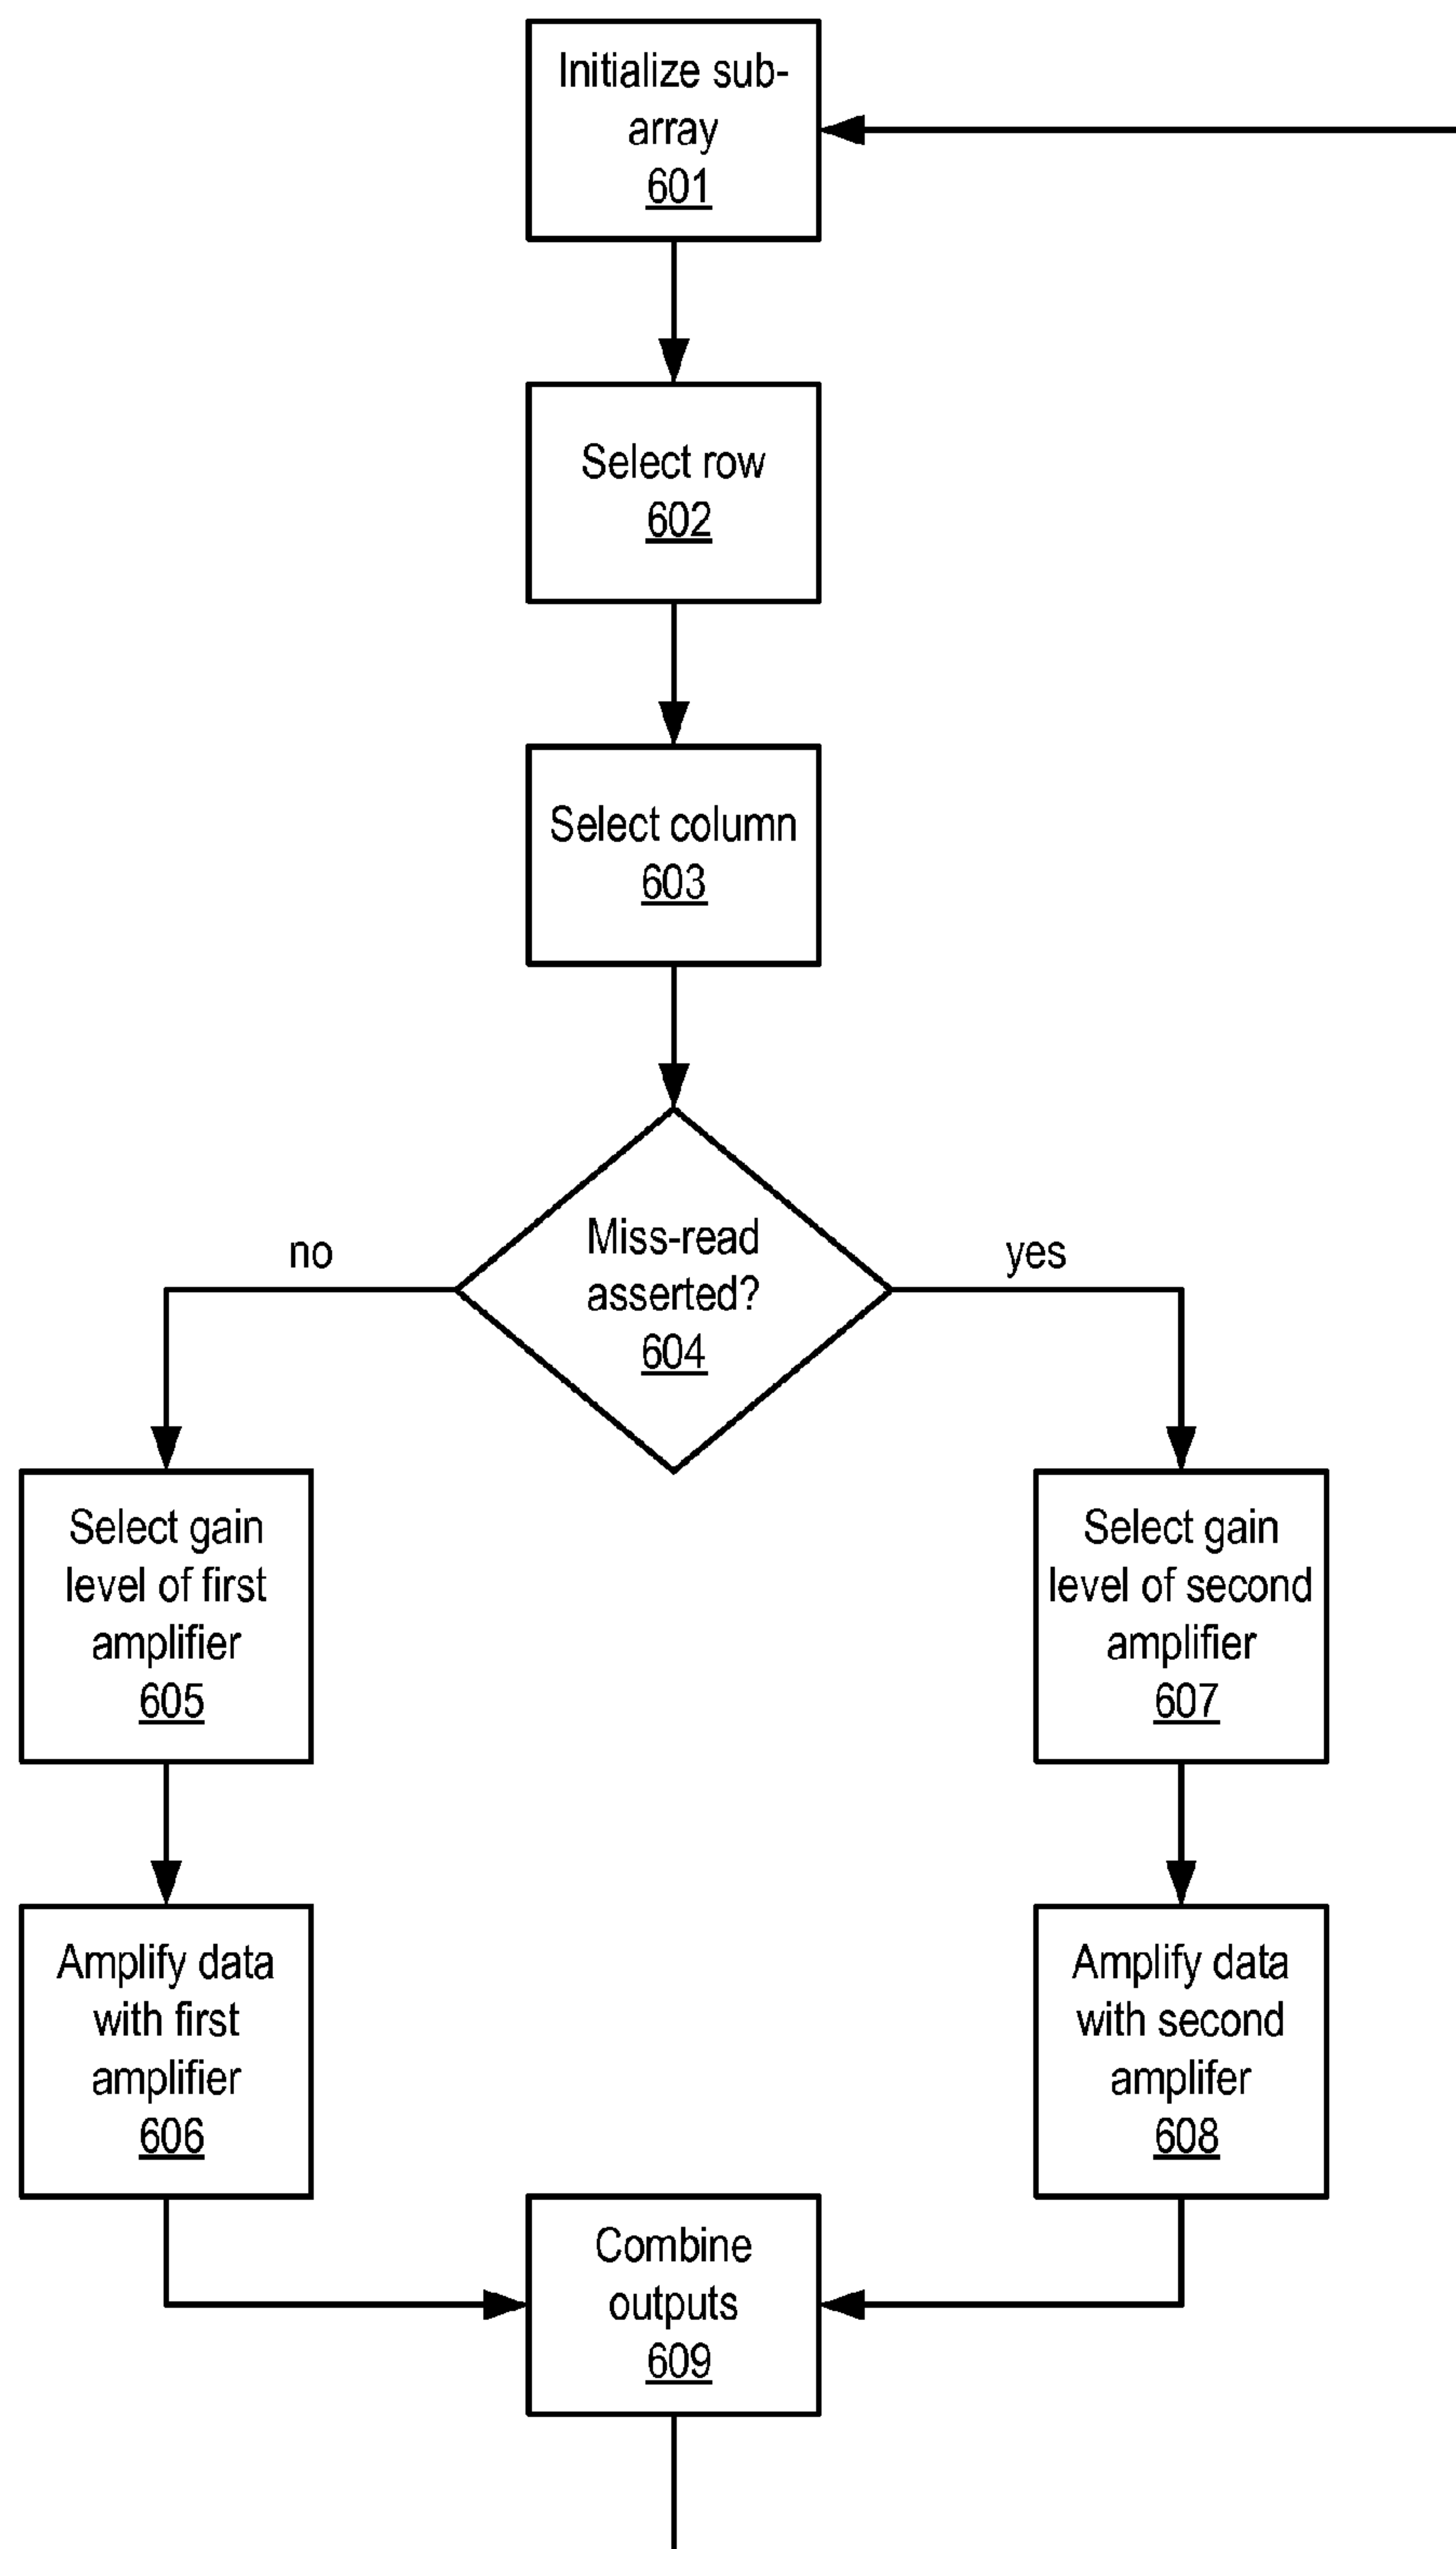 Initialize sub-
array
601
Select row
602
Select column
603
Miss-read
asserted?
604
no
yes
Select gain
level of first
amplifier
605
Select gain
level of second
amplifier
607
Amplify data
with first
amplifier
606
Amplify data
with second
amplifer
608
Combine
outputs
609